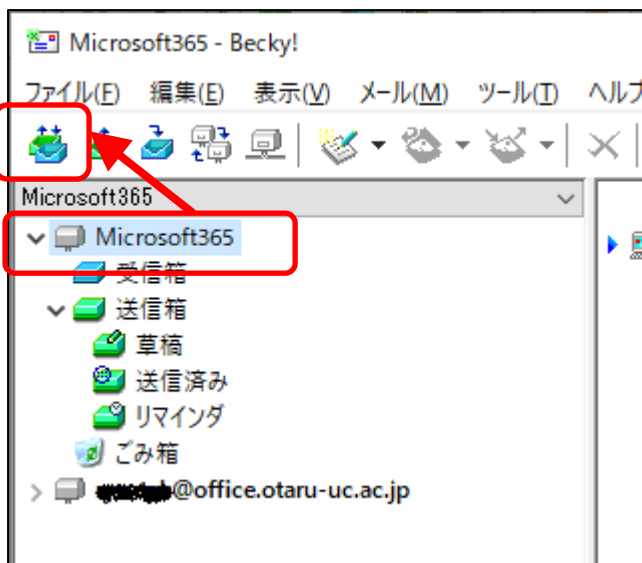 Microsoft365 - Becky!
ファイル(F) 編集(E) 表示(V) メール(M) ツール(T) ヘルプ
Microsoft365
Microsoft365
受信箱
送信箱
草稿
送信済み
リマインダ
ごみ箱
@office.otaru-uc.ac.jp